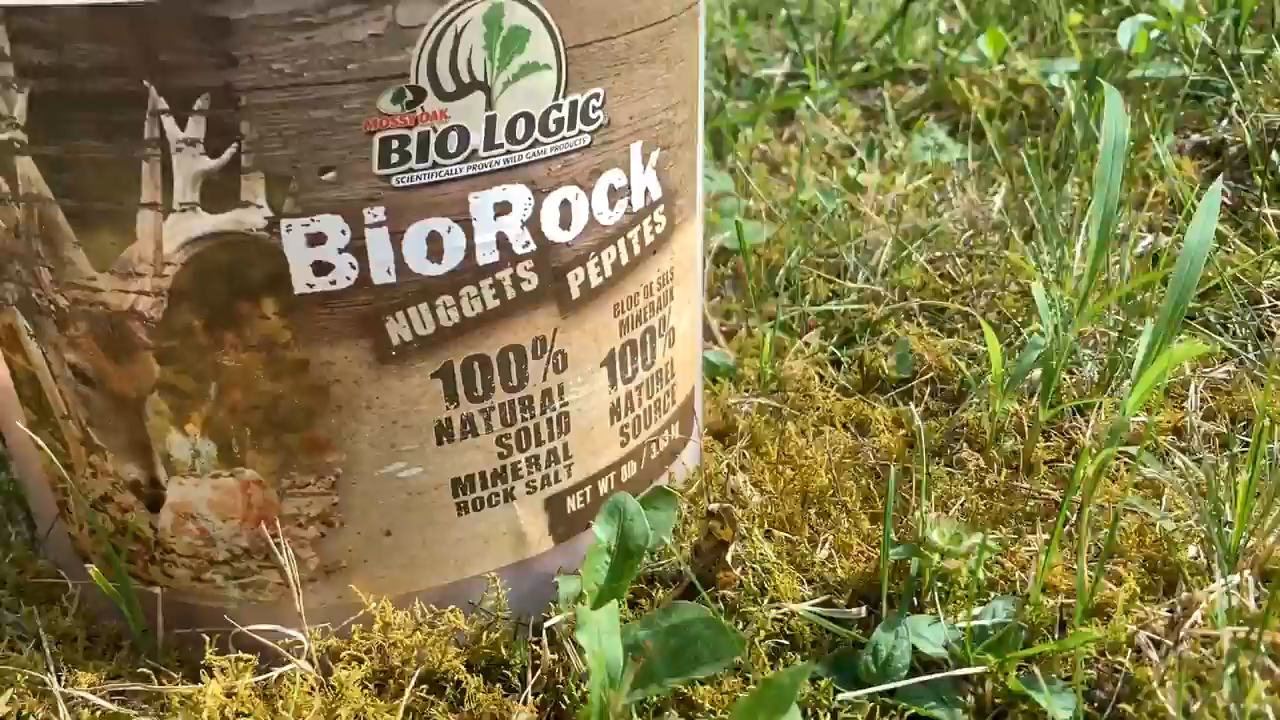 MOSSY OAK
BIO LOGIC
SCIENTIFICALLY PROVEN WILD GAME PRODUCTS
BioRock
NUGGETS
PÉPITES
100%
NATURAL
SOLID
MINERAL
ROCK SALT
BLOC DE SELS
MINÉRAUX
100%
NATUREL
SOURCE
NET WT 8lb /